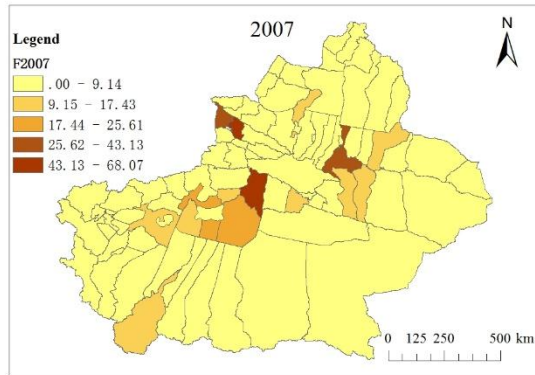 2007
N
Legend
F2007
.00 - 9.14
9.15 - 17.43
17.44 - 25.61
25.62 - 43.13
43.13 - 68.07
0 125 250 500 km